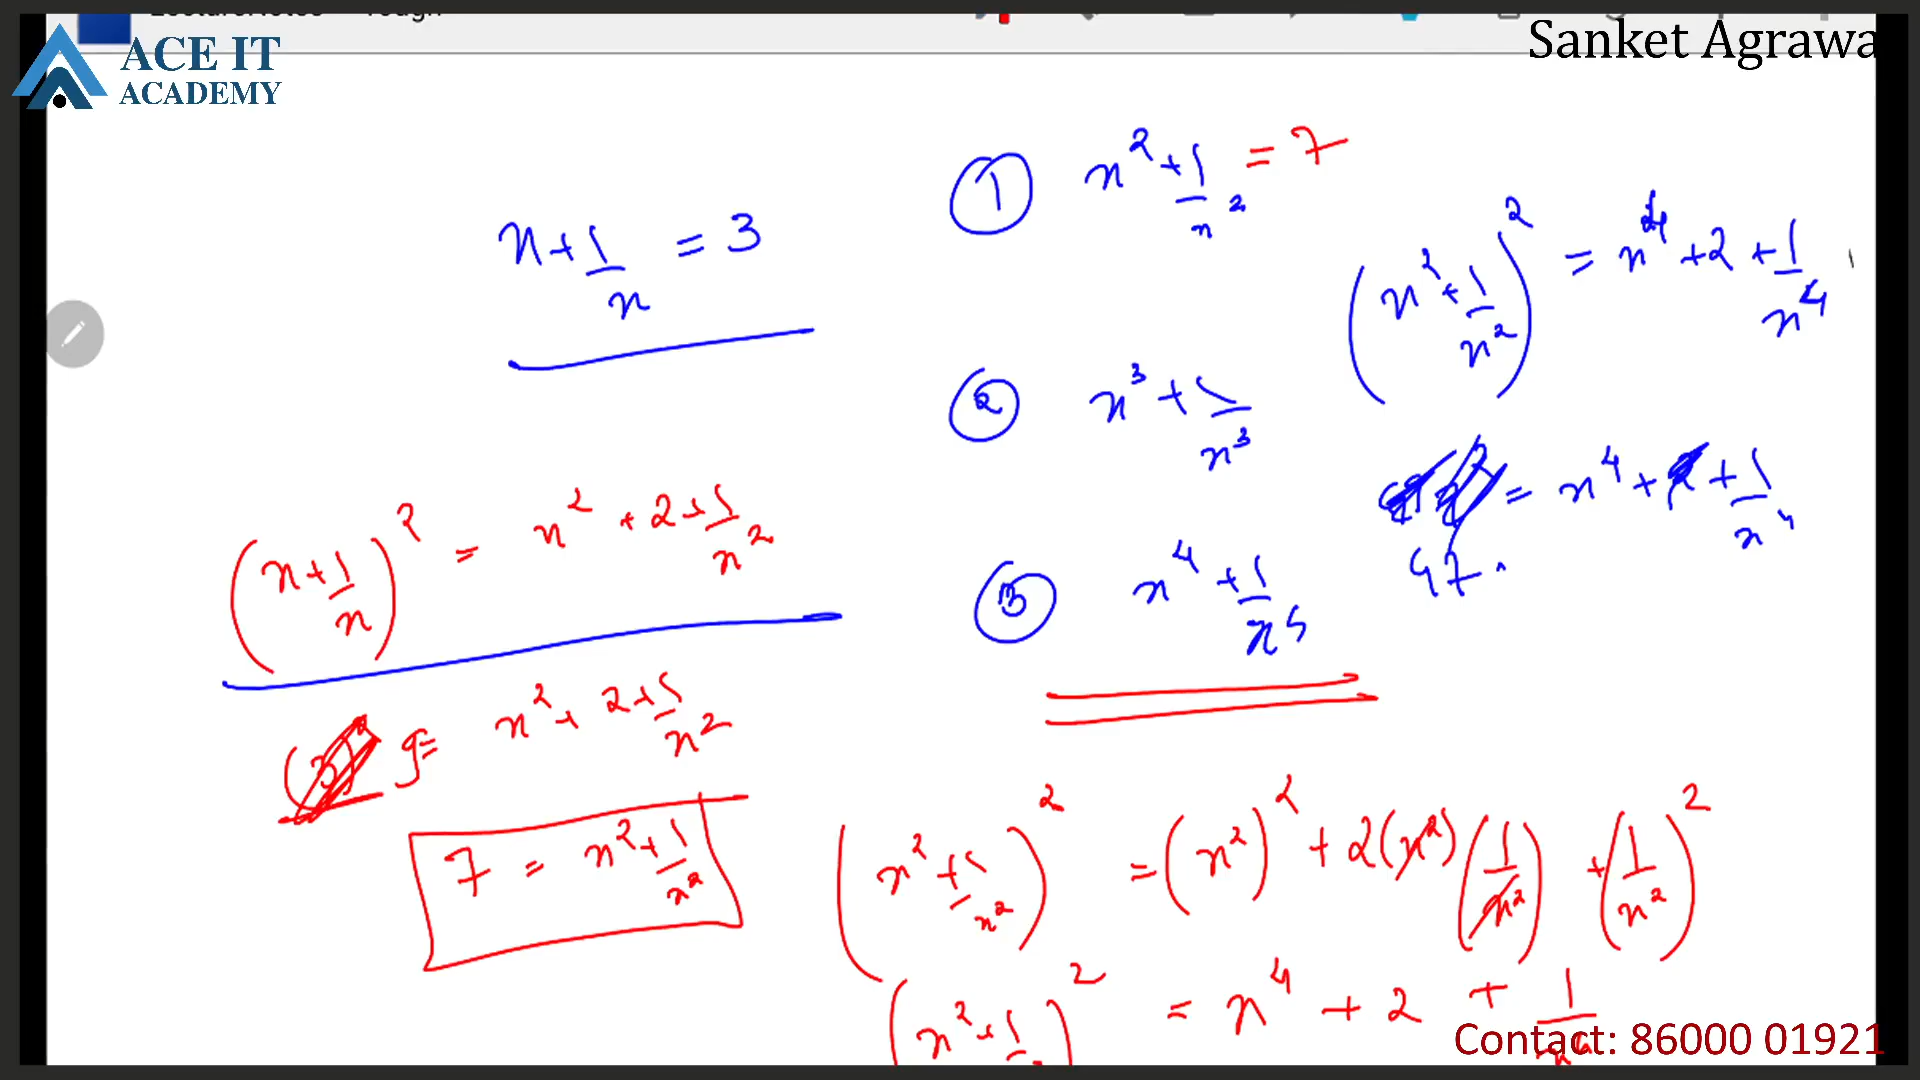 ACE IT
ACADEMY
Sanket Agrawa
x + 1/x = 3
① x² + 1/x² = 7
(x² + 1/x²)² = x⁴ + 2 + 1/x⁴
② x³ + 1/x³
= x⁴ + 2 + 1/x⁴
47.
③ x⁴ + 1/x⁴
(x + 1/x)² = x² + 2 + 1/x²
9 = x² + 2 + 1/x²
7 = x² + 1/x²
(x² + 1/x²)² = (x²)² + 2(x²)(1/x²) + (1/x²)²
(x² + 1/x²)² = x⁴ + 2 + 1/x⁴
Contact: 86000 01921